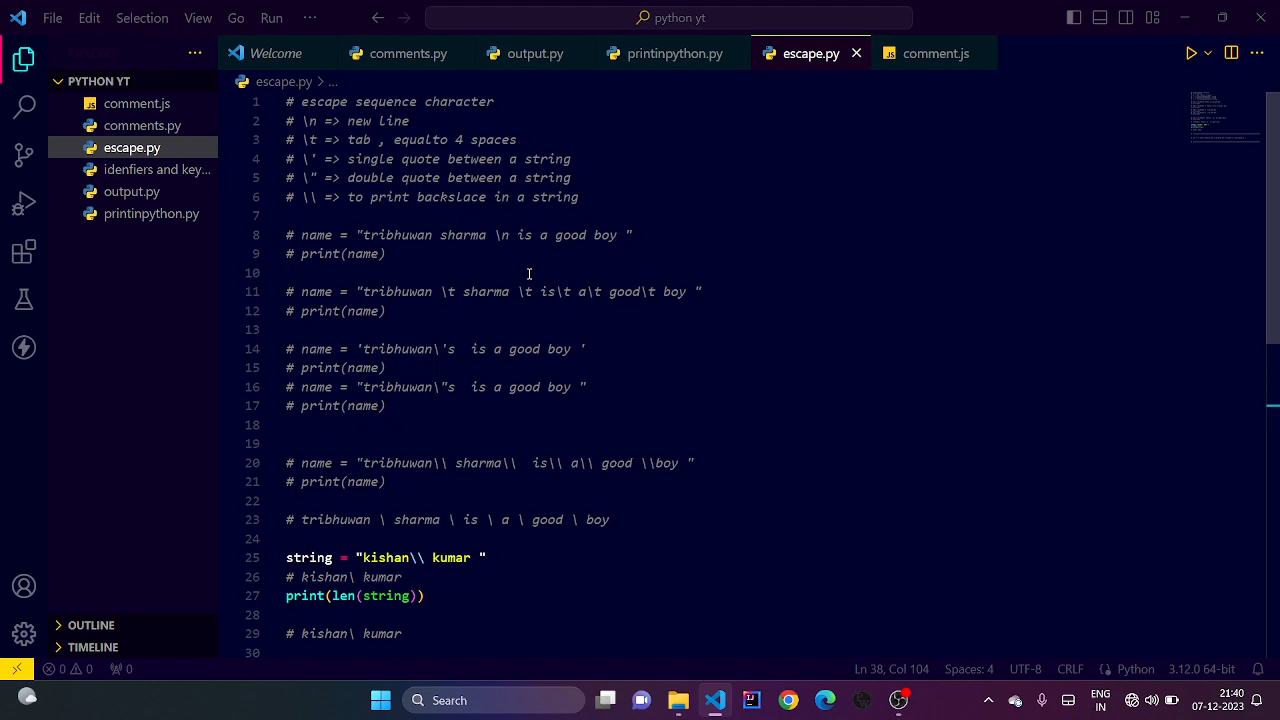 File Edit Selection View Go Run ··· python yt
Welcome comments.py output.py printinpython.py escape.py comment.js
PYTHON YT
comment.js
comments.py
escape.py
idenfiers and key...
output.py
printinpython.py
OUTLINE
TIMELINE
escape.py > ...
1 # escape sequence character
2 # \n => new line
3 # \t => tab , equalto 4 spaces
4 # \' => single quote between a string
5 # \" => double quote between a string
6 # \\ => to print backslace in a string
7
8 # name = "tribhuwan sharma \n is a good boy "
9 # print(name)
10
11 # name = "tribhuwan \t sharma \t is\t a\t good\t boy "
12 # print(name)
13
14 # name = 'tribhuwan\'s  is a good boy '
15 # print(name)
16 # name = "tribhuwan\"s  is a good boy "
17 # print(name)
18
19
20 # name = "tribhuwan\\ sharma\\  is\\ a\\ good \\boy "
21 # print(name)
22
23 # tribhuwan \ sharma \ is \ a \ good \ boy
24
25 string = "kishan\\ kumar "
26 # kishan\ kumar
27 print(len(string))
28
29 # kishan\ kumar
30
0 0 0 Ln 38, Col 104 Spaces: 4 UTF-8 CRLF Python 3.12.0 64-bit
Search ENG 21:40
IN 07-12-2023